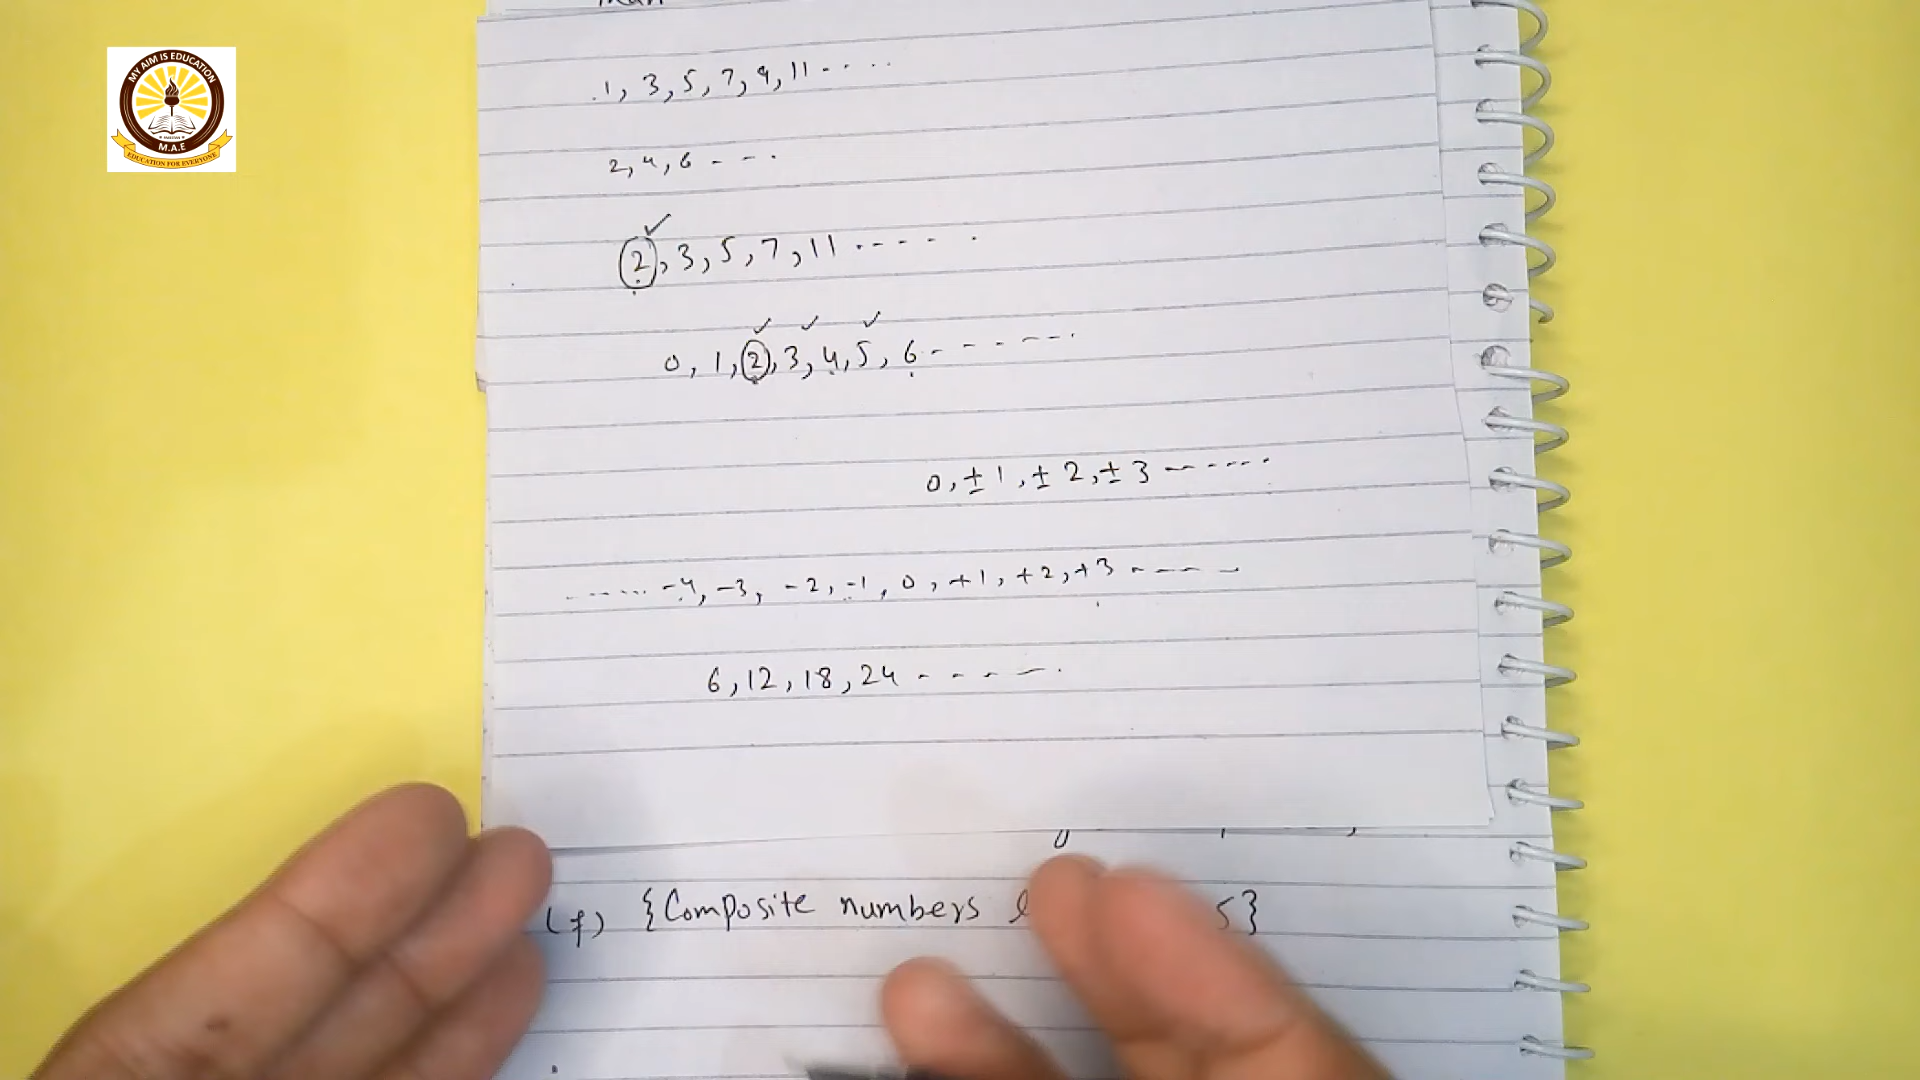 MY AIM IS EDUCATION
M.A.E
EDUCATION FOR EVERYONE
1, 3, 5, 7, 9, 11 ....
2, 4, 6 - - .
2, 3, 5, 7, 11 - - - - .
0, 1, 2, 3, 4, 5, 6 - - - - - - .
0, ± 1, ± 2, ± 3 - - - - - .
- - - - - -4, -3, -2, -1, 0, +1, +2, +3 - - - -
6, 12, 18, 24 - - - - .
(f) {Composite numbers 5}